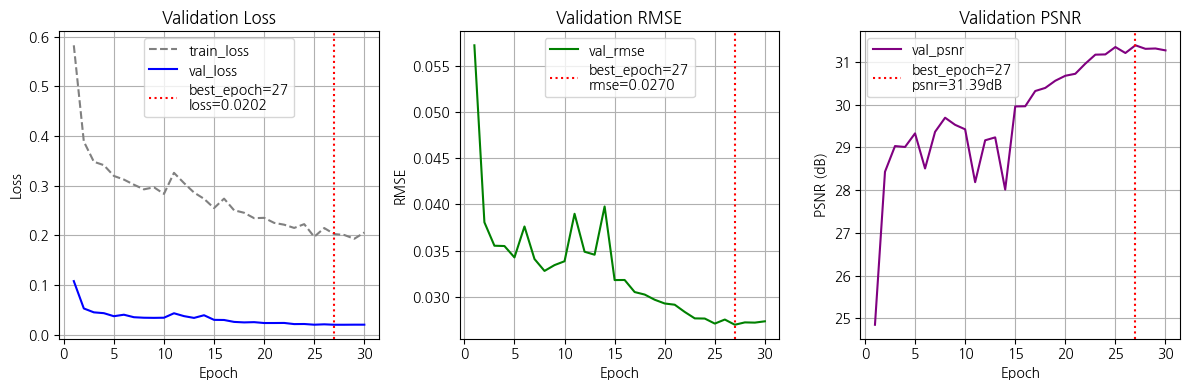 Validation Loss
0.6
0.5
0.4
0.3
0.2
0.1
0.0
Loss
train_loss
val_loss
best_epoch=27
loss=0.0202
0 5 10 15 20 25 30
Epoch
Validation RMSE
0.055
0.050
0.045
0.040
0.035
0.030
RMSE
val_rmse
best_epoch=27
rmse=0.0270
0 5 10 15 20 25 30
Epoch
Validation PSNR
31
30
29
28
27
26
25
PSNR (dB)
val_psnr
best_epoch=27
psnr=31.39dB
0 5 10 15 20 25 30
Epoch